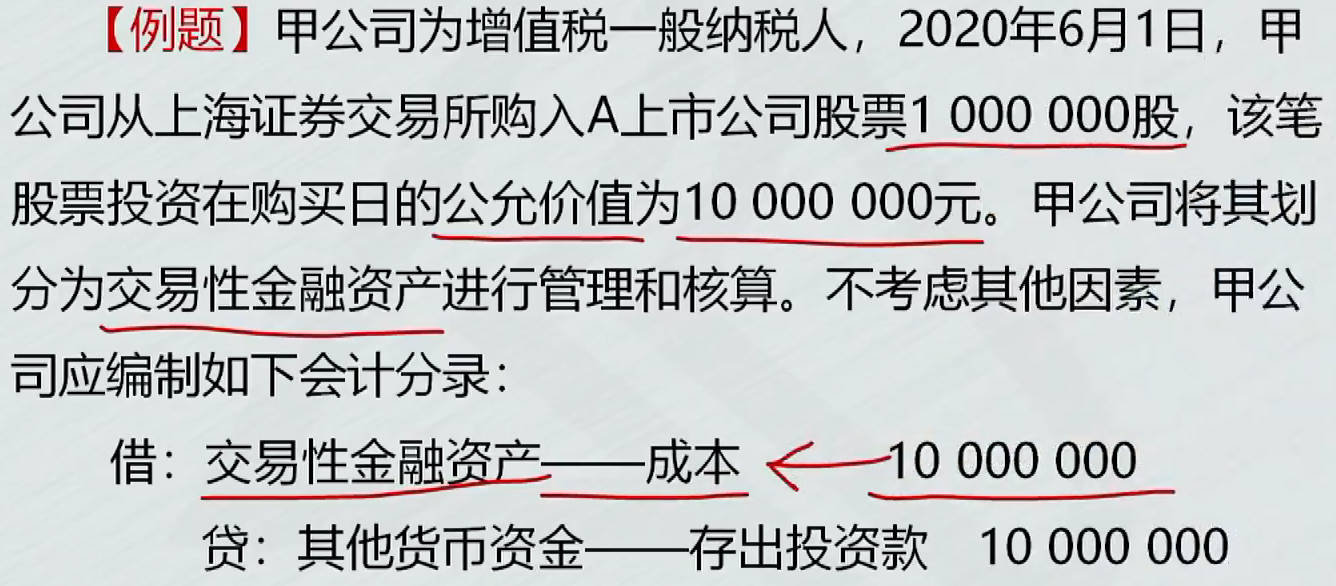 【例题】甲公司为增值税一般纳税人，2020年6月1日，甲
公司从上海证券交易所购入A上市公司股票1 000 000股，该笔
股票投资在购买日的公允价值为10 000 000元。甲公司将其划
分为交易性金融资产进行管理和核算。不考虑其他因素，甲公
司应编制如下会计分录：
借：交易性金融资产——成本 10 000 000
贷：其他货币资金——存出投资款 10 000 000